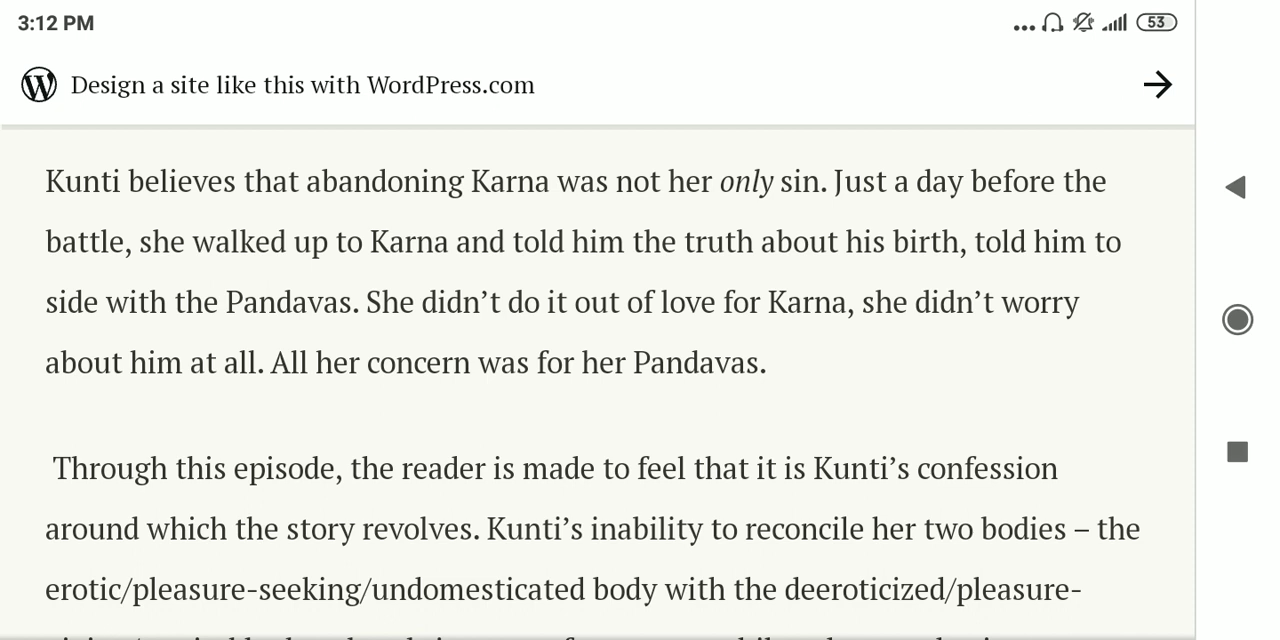 3:12 PM
53
Design a site like this with WordPress.com
Kunti believes that abandoning Karna was not her only sin. Just a day before the
battle, she walked up to Karna and told him the truth about his birth, told him to
side with the Pandavas. She didn’t do it out of love for Karna, she didn’t worry
about him at all. All her concern was for her Pandavas.
Through this episode, the reader is made to feel that it is Kunti’s confession
around which the story revolves. Kunti’s inability to reconcile her two bodies – the
erotic/pleasure-seeking/undomesticated body with the deeroticized/pleasure-